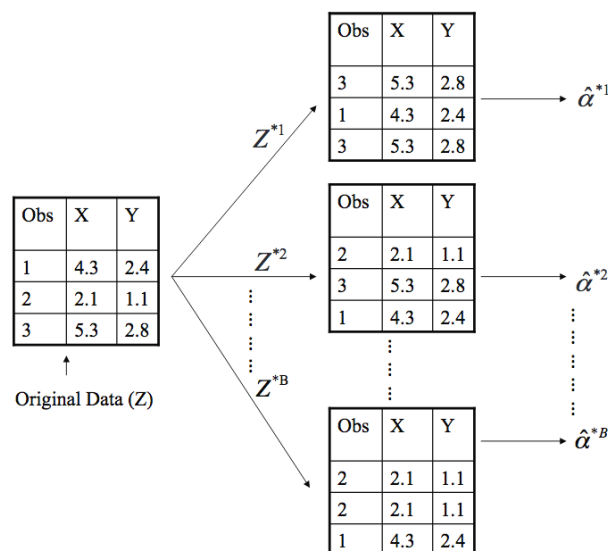 Obs X Y
3 5.3 2.8
1 4.3 2.4
3 5.3 2.8
α̂*1
Z*1
Obs X Y
1 4.3 2.4
2 2.1 1.1
3 5.3 2.8
Original Data (Z)
Z*2
Obs X Y
2 2.1 1.1
3 5.3 2.8
1 4.3 2.4
α̂*2
Z*B
Obs X Y
2 2.1 1.1
2 2.1 1.1
1 4.3 2.4
α̂*B